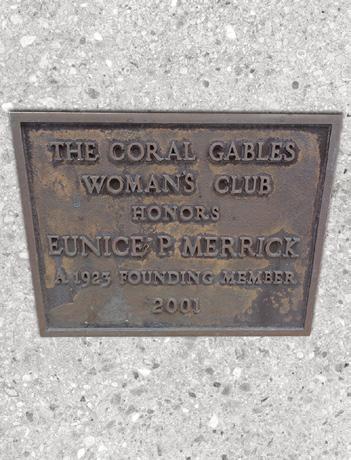 THE CORAL GABLES
WOMAN'S CLUB
HONORS
EUNICE P. MERRICK
A 1923 FOUNDING MEMBER
2001